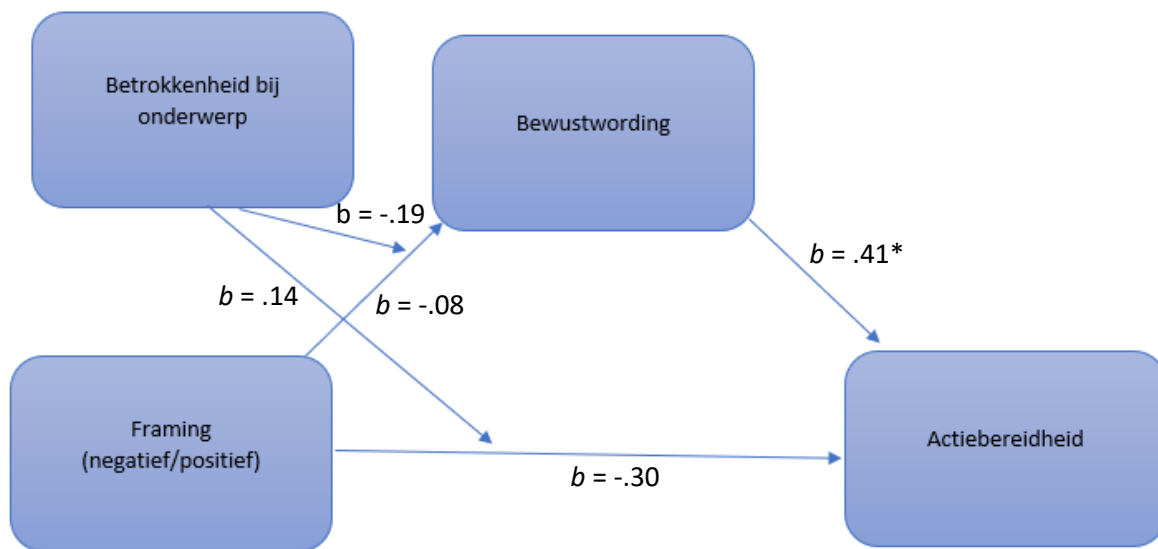 Betrokkenheid bij
onderwerp
Bewustwording
b = -.19
b = .41*
b = .14
b = -.08
Framing
(negatief/positief)
Actiebereidheid
b = -.30